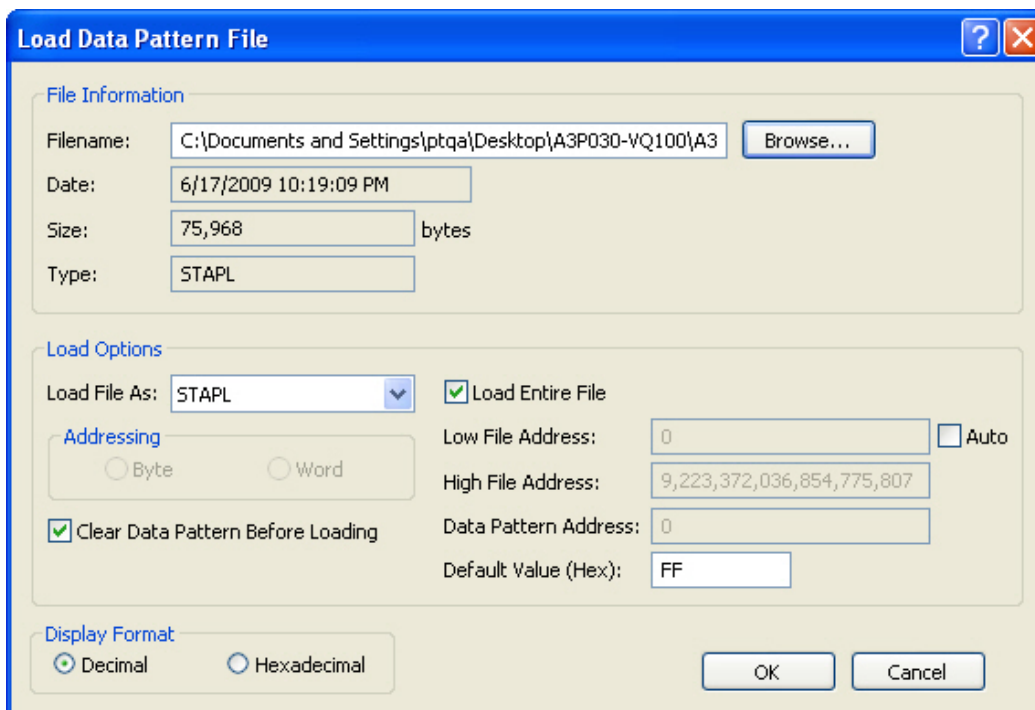 Load Data Pattern File
File Information
Filename: C:\Documents and Settings\ptqa\Desktop\A3P030-VQ100\A3 Browse...
Date: 6/17/2009 10:19:09 PM
Size: 75,968 bytes
Type: STAPL
Load Options
Load File As: STAPL Load Entire File
Addressing Low File Address: 0 Auto
Byte Word High File Address: 9,223,372,036,854,775,807
Clear Data Pattern Before Loading Data Pattern Address: 0
Default Value (Hex): FF
Display Format
Decimal Hexadecimal OK Cancel